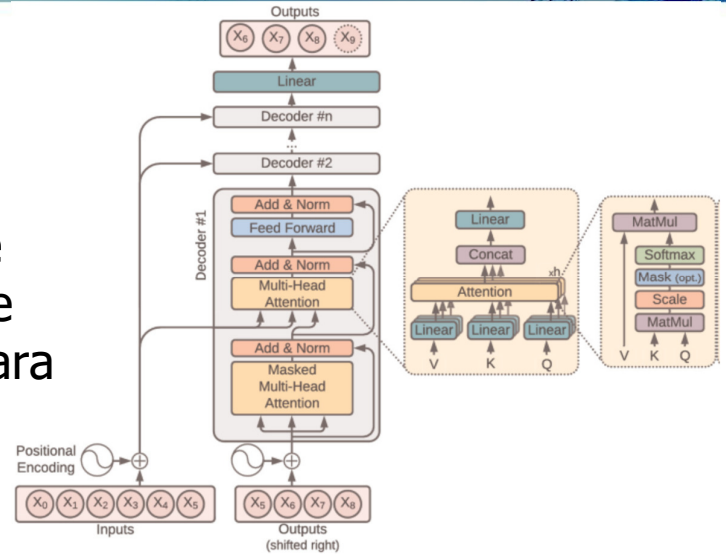 Outputs
X6 X7 X8 X9
Linear
Decoder #n
...
Decoder #2
Decoder #1
Add & Norm
Feed Forward
Add & Norm
Multi-Head
Attention
Add & Norm
Masked
Multi-Head
Attention
Positional
Encoding
X0 X1 X2 X3 X4 X5
Inputs
X5 X6 X7 X8
Outputs
(shifted right)
Linear
Concat
xh
Attention
Linear Linear Linear
V K Q
MatMul
Softmax
Mask (opt.)
Scale
MatMul
V K Q
e
e
ara